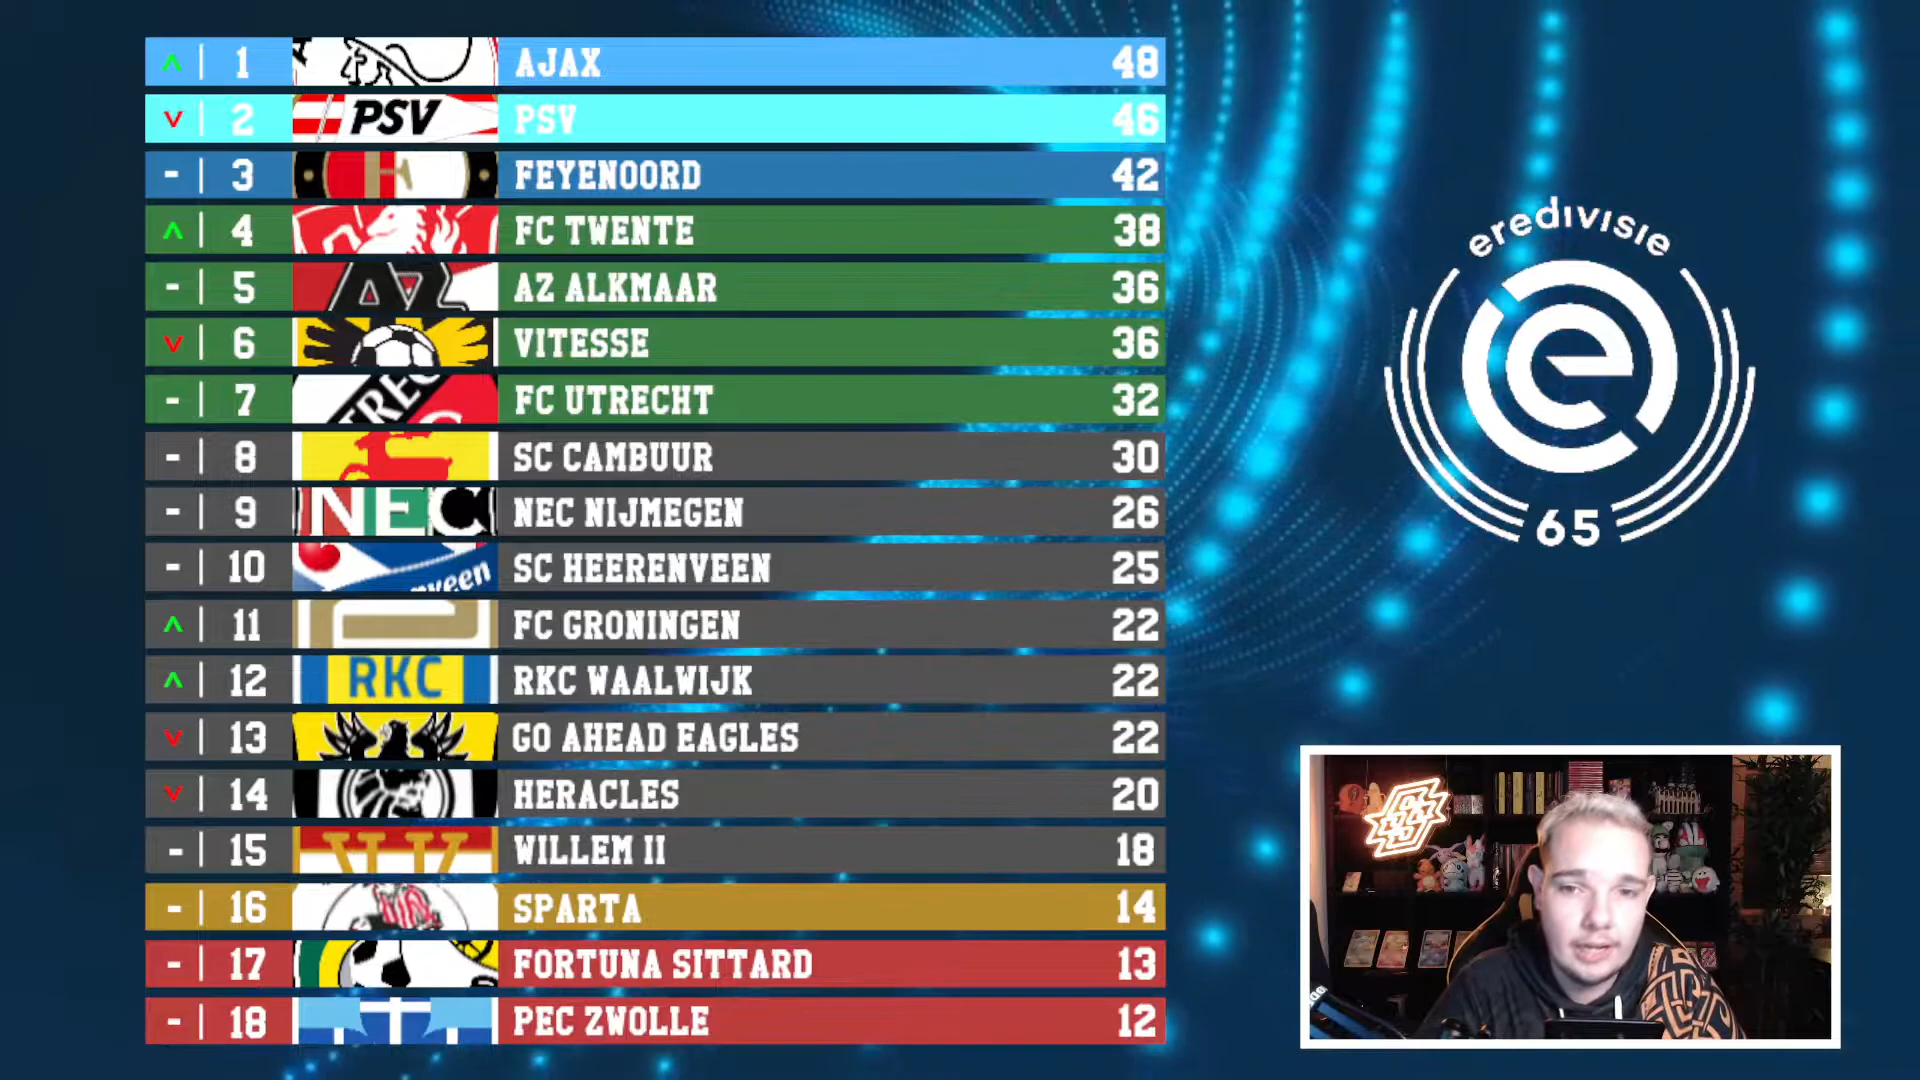 ^ | 1 AJAX 48
v | 2 PSV PSV 46
- | 3 FEYENOORD 42
^ | 4 FC TWENTE 38
- | 5 AZ AZ ALKMAAR 36
v | 6 VITESSE 36
- | 7 FC UTRECHT 32
- | 8 SC CAMBUUR 30
- | 9 NEC NEC NIJMEGEN 26
- | 10 SC HEERENVEEN 25
^ | 11 FC GRONINGEN 22
^ | 12 RKC RKC WAALWIJK 22
v | 13 GO AHEAD EAGLES 22
v | 14 HERACLES 20
- | 15 WILLEM II 18
- | 16 SPARTA 14
- | 17 FORTUNA SITTARD 13
- | 18 PEC ZWOLLE 12
eredivisie
e
65